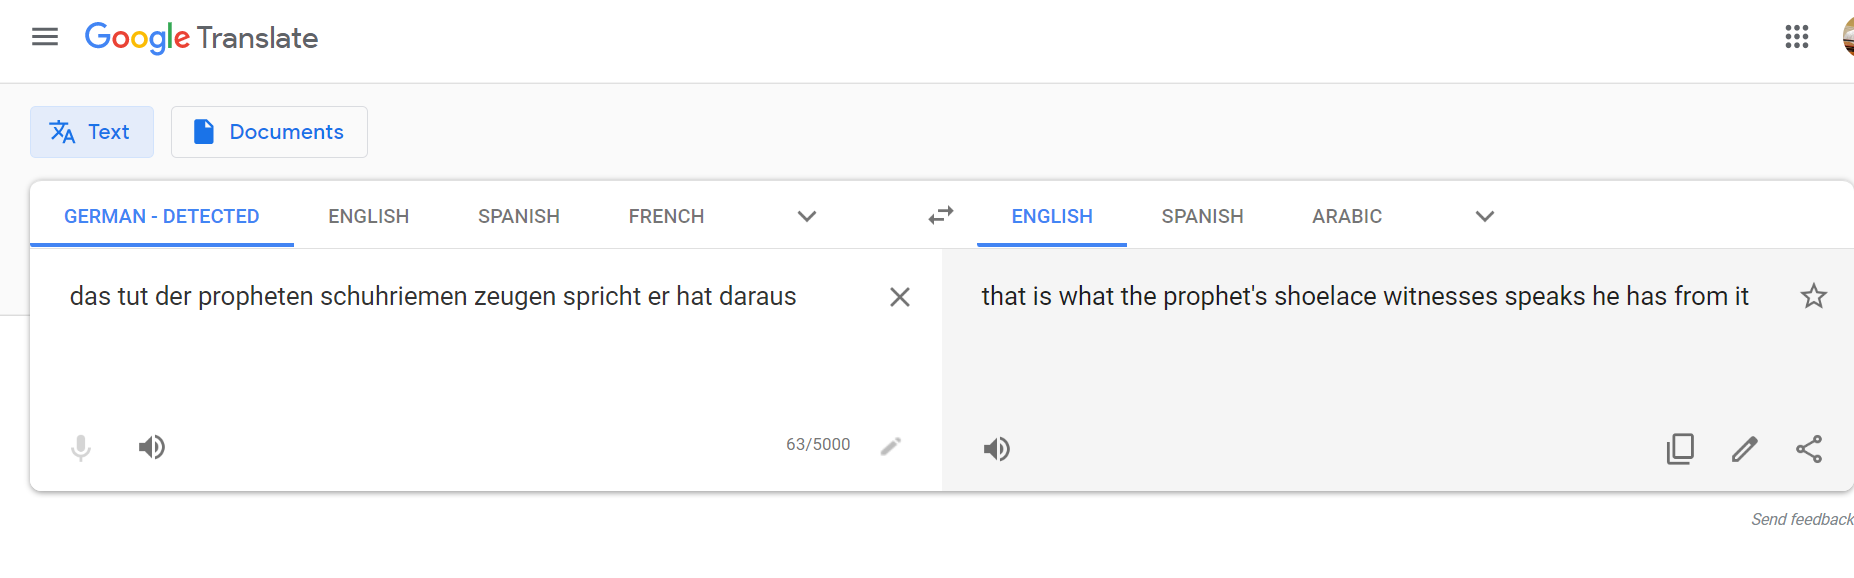 Google Translate
Text Documents
GERMAN - DETECTED ENGLISH SPANISH FRENCH ENGLISH SPANISH ARABIC
das tut der propheten schuhriemen zeugen spricht er hat daraus
that is what the prophet's shoelace witnesses speaks he has from it
63/5000
Send feedback